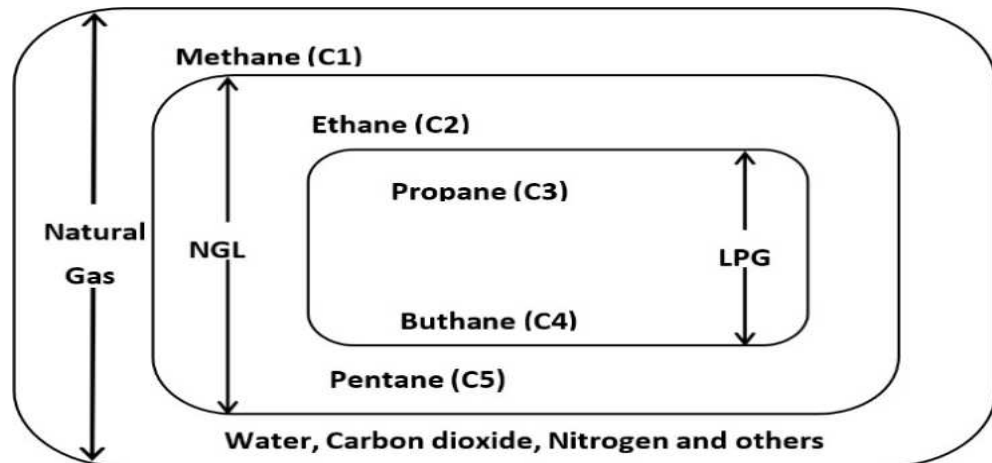 Methane (C1)
Ethane (C2)
Propane (C3)
Natural
Gas
NGL
LPG
Buthane (C4)
Pentane (C5)
Water, Carbon dioxide, Nitrogen and others